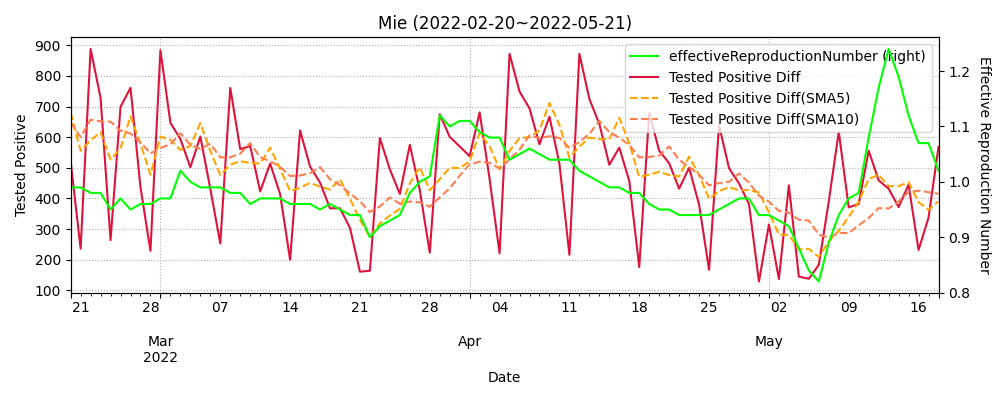 Mie (2022-02-20~2022-05-21)
effectiveReproductionNumber (right)
Tested Positive Diff
Tested Positive Diff(SMA5)
Tested Positive Diff(SMA10)
Tested Positive
900
800
700
600
500
400
300
200
100
Effective Reproduction Number
1.2
1.1
1.0
0.9
0.8
21 28 07 14 21 28 04 11 18 25 02 09 16
Mar Apr May
2022
Date